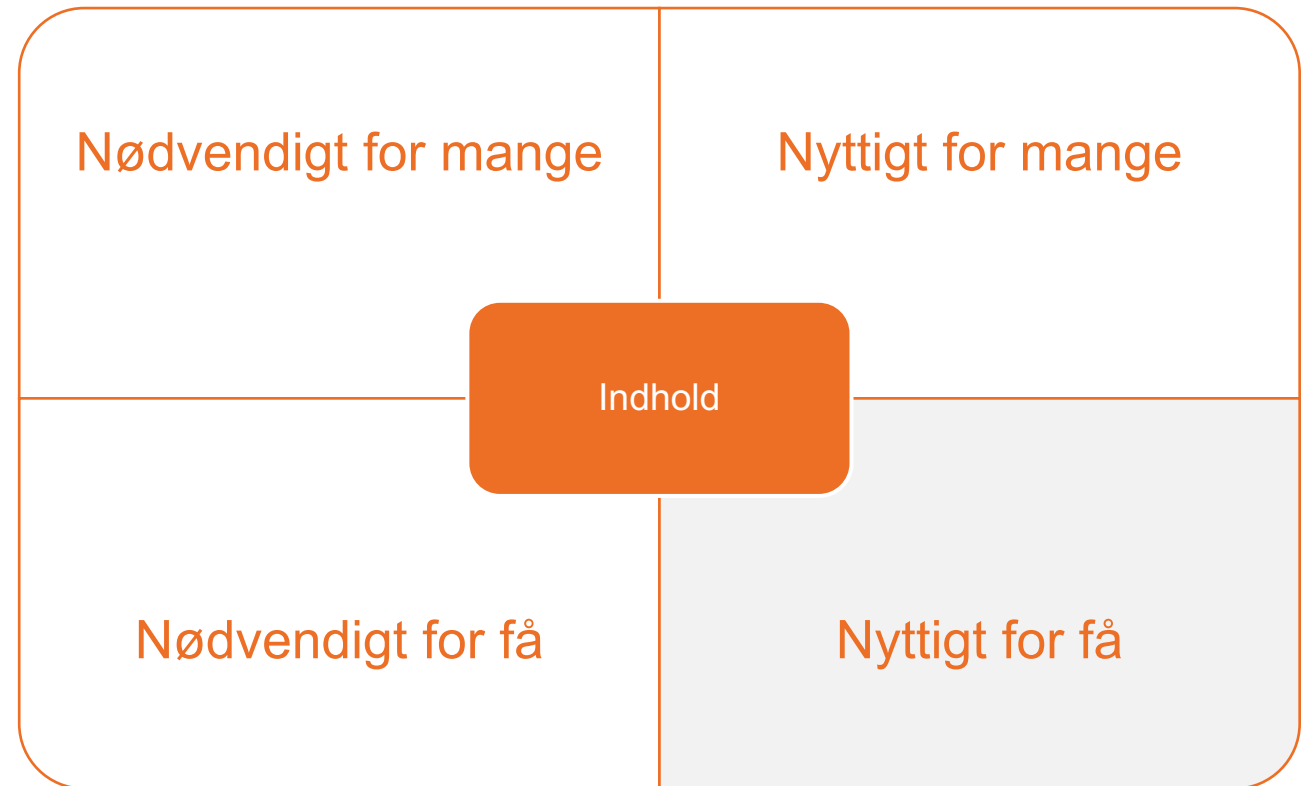 Nødvendigt for mange
Nyttigt for mange
Indhold
Nødvendigt for få
Nyttigt for få